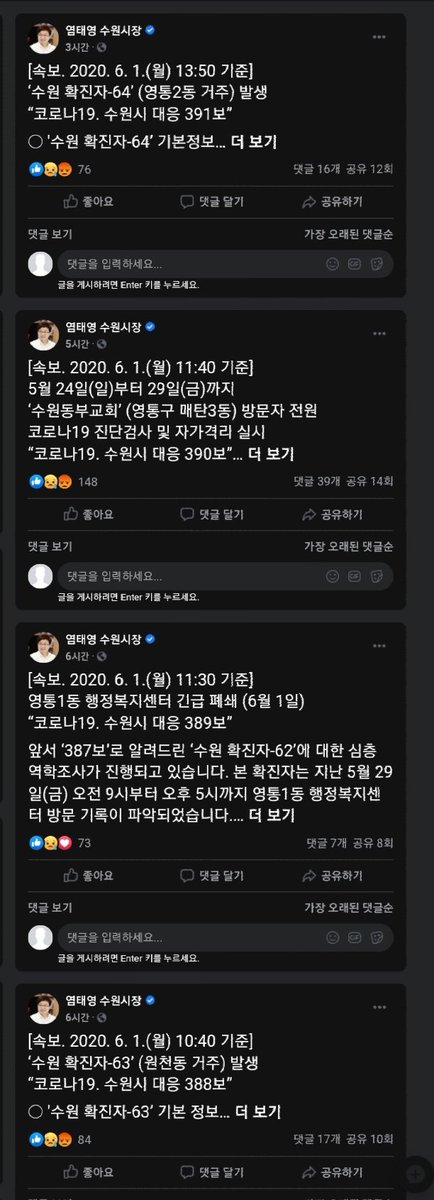 염태영 수원시장
3시간
[속보. 2020. 6. 1.(월) 13:50 기준]
‘수원 확진자-64’ (영통2동 거주) 발생
“코로나19. 수원시 대응 391보”
○ '수원 확진자-64’ 기본정보... 더 보기
76 댓글 16개 공유 12회
좋아요 댓글 달기 공유하기
댓글 보기 가장 오래된 댓글순
댓글을 입력하세요... GIF
글을 게시하려면 Enter 키를 누르세요.
염태영 수원시장
5시간
[속보. 2020. 6. 1.(월) 11:40 기준]
5월 24일(일)부터 29일(금)까지
‘수원동부교회’ (영통구 매탄3동) 방문자 전원
코로나19 진단검사 및 자가격리 실시
“코로나19. 수원시 대응 390보”... 더 보기
148 댓글 39개 공유 14회
좋아요 댓글 달기 공유하기
댓글 보기 가장 오래된 댓글순
댓글을 입력하세요... GIF
글을 게시하려면 Enter 키를 누르세요.
염태영 수원시장
6시간
[속보. 2020. 6. 1.(월) 11:30 기준]
영통1동 행정복지센터 긴급 폐쇄 (6월 1일)
“코로나19. 수원시 대응 389보”
앞서 ‘387보’로 알려드린 ‘수원 확진자-62’에 대한 심층
역학조사가 진행되고 있습니다. 본 확진자는 지난 5월 29
일(금) 오전 9시부터 오후 5시까지 영통1동 행정복지센
터 방문 기록이 파악되었습니다.... 더 보기
73 댓글 7개 공유 8회
좋아요 댓글 달기 공유하기
댓글 보기 가장 오래된 댓글순
댓글을 입력하세요... GIF
글을 게시하려면 Enter 키를 누르세요.
염태영 수원시장
6시간
[속보. 2020. 6. 1.(월) 10:40 기준]
‘수원 확진자-63’ (원천동 거주) 발생
“코로나19. 수원시 대응 388보”
○ '수원 확진자-63’ 기본 정보... 더 보기
84 댓글 17개 공유 10회
좋아요 댓글 달기 공유하기